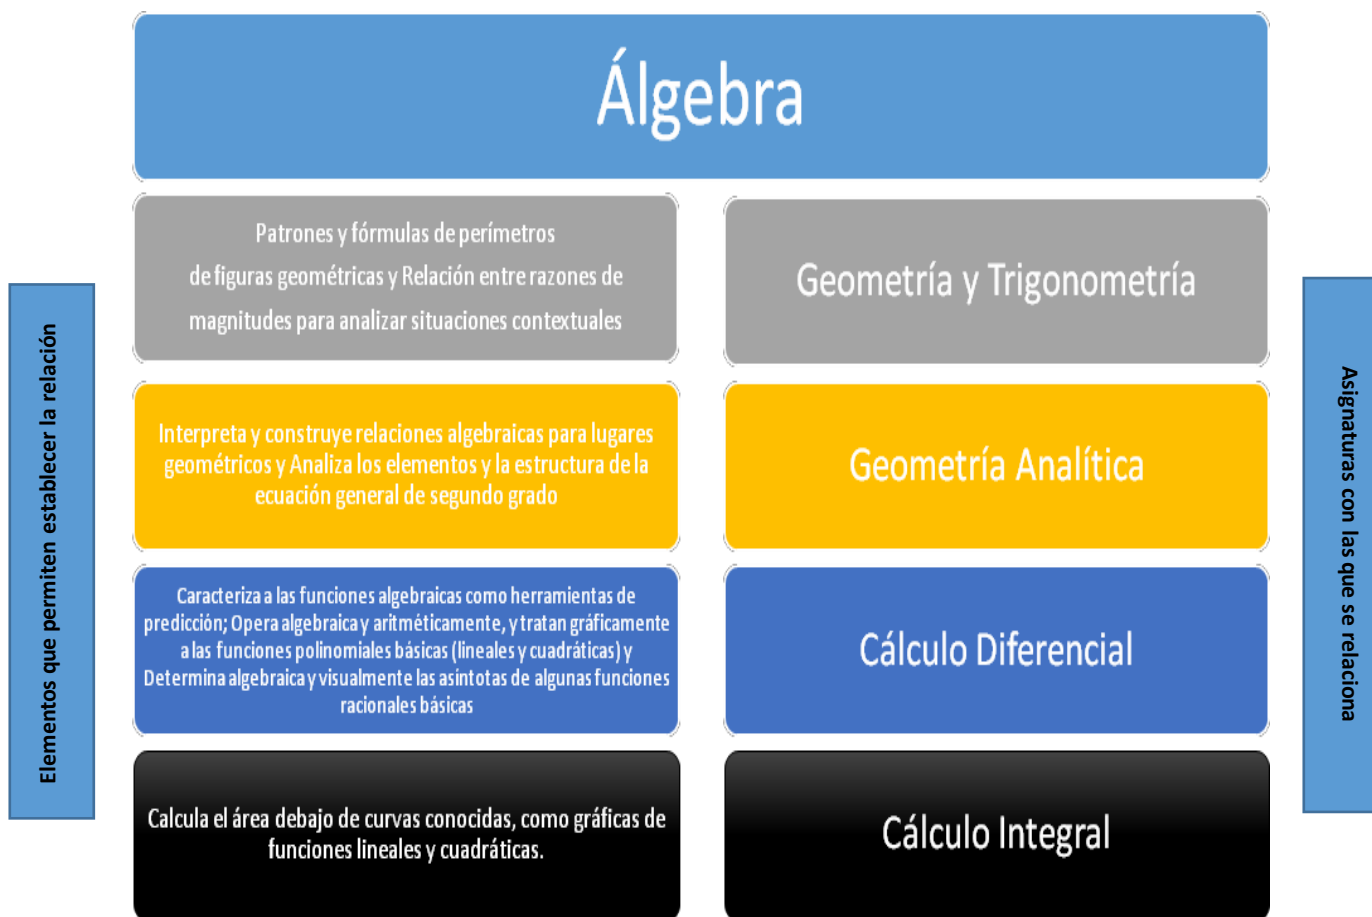 Álgebra
Elementos que permiten establecer la relación
Patrones y fórmulas de perímetros
de figuras geométricas y Relación entre razones de
magnitudes para analizar situaciones contextuales
Geometría y Trigonometría
Interpreta y construye relaciones algebraicas para lugares
geométricos y Analiza los elementos y la estructura de la
ecuación general de segundo grado
Geometría Analítica
Caracteriza a las funciones algebraicas como herramientas de
predicción; Opera algebraica y aritméticamente, y tratan gráficamente
a las funciones polinomiales básicas (lineales y cuadráticas) y
Determina algebraica y visualmente las asíntotas de algunas funciones
racionales básicas
Cálculo Diferencial
Calcula el área debajo de curvas conocidas, como gráficas de
funciones lineales y cuadráticas.
Cálculo Integral
Asignaturas con las que se relaciona